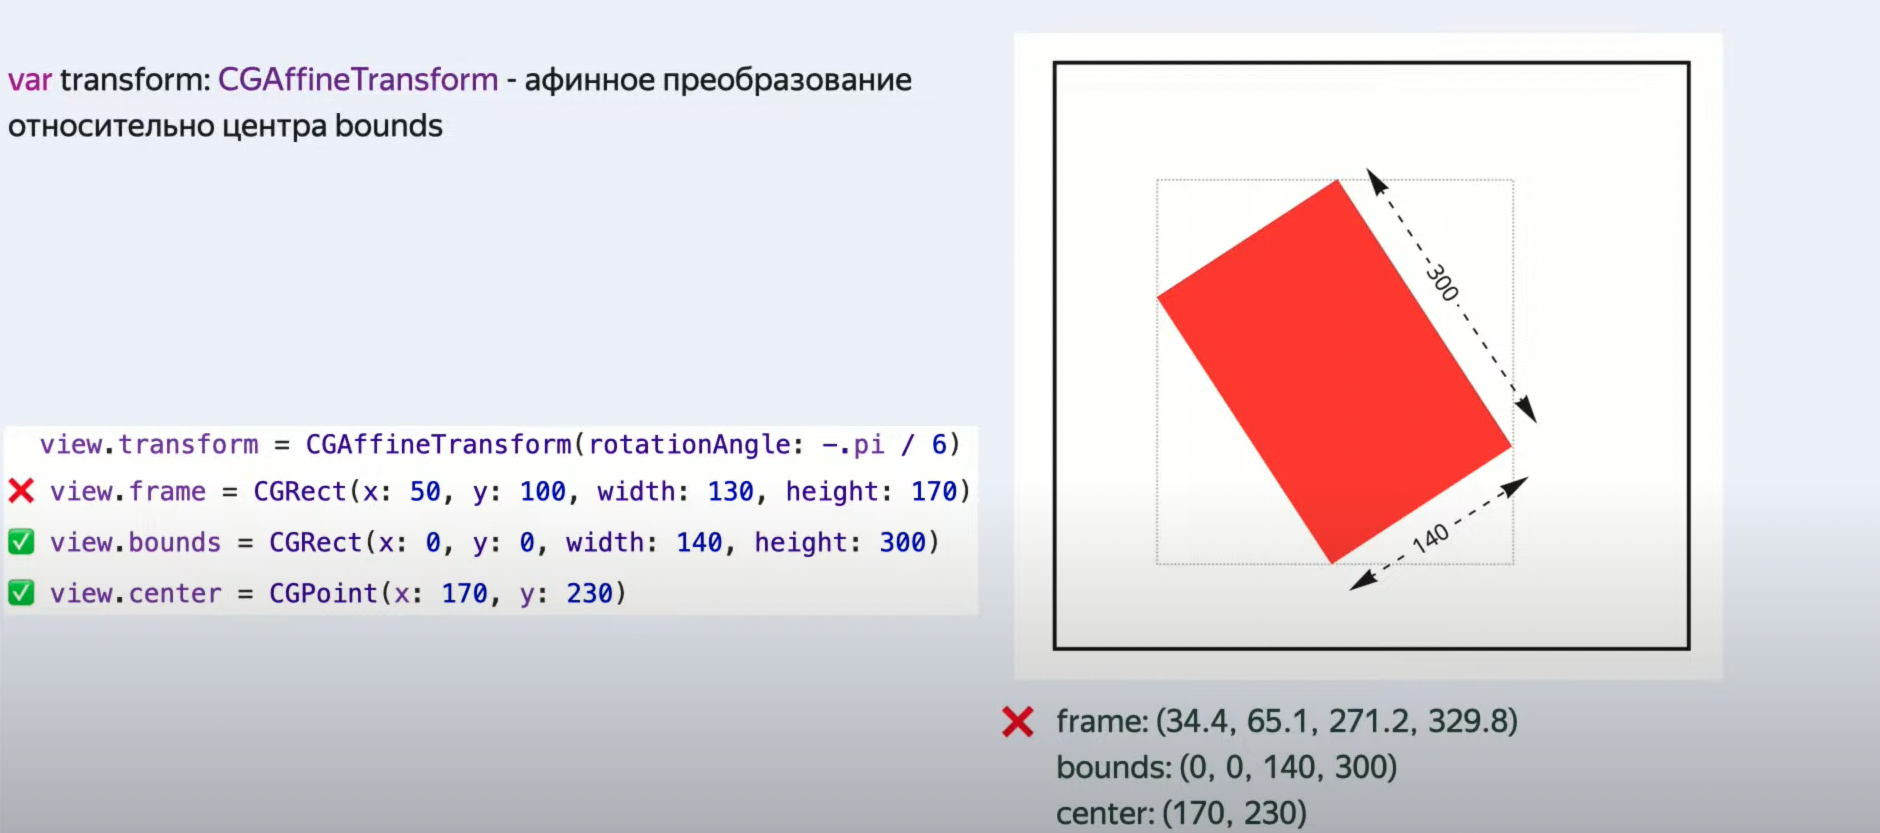 var transform: CGAffineTransform - афинное преобразование
относительно центра bounds
view.transform = CGAffineTransform(rotationAngle: -.pi / 6)
❌ view.frame = CGRect(x: 50, y: 100, width: 130, height: 170)
✅ view.bounds = CGRect(x: 0, y: 0, width: 140, height: 300)
✅ view.center = CGPoint(x: 170, y: 230)
300
140
❌ frame: (34.4, 65.1, 271.2, 329.8)
bounds: (0, 0, 140, 300)
center: (170, 230)